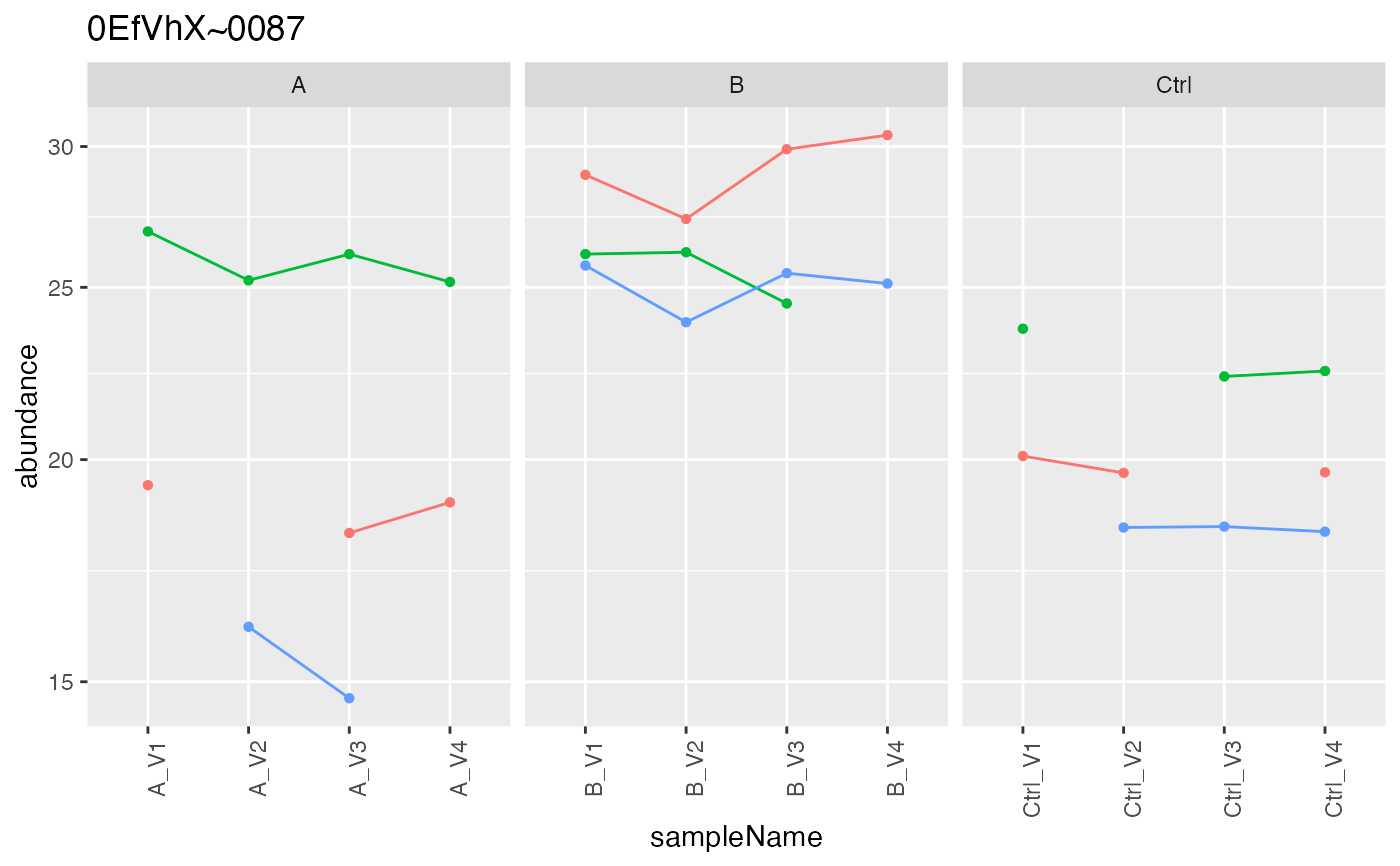 0EfVhX~0087
A
B
Ctrl
abundance
30
25
20
15
A_V1
A_V2
A_V3
A_V4
B_V1
B_V2
B_V3
B_V4
Ctrl_V1
Ctrl_V2
Ctrl_V3
Ctrl_V4
sampleName